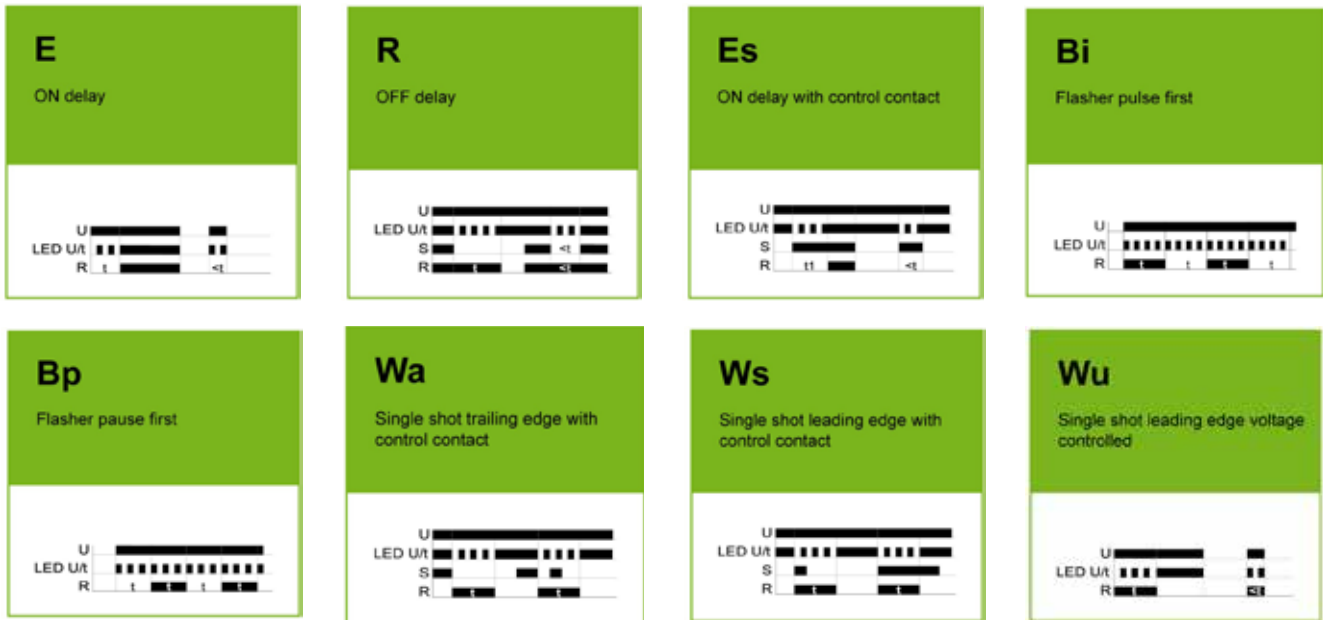 E
ON delay
U
LED U/t
R
t
<t
R
OFF delay
U
LED U/t
S
<t
R
t
<t
Es
ON delay with control contact
U
LED U/t
S
R
t1
<t
Bi
Flasher pulse first
U
LED U/t
R
t
t
t
t
Bp
Flasher pause first
U
LED U/t
R
t
t
t
t
Wa
Single shot trailing edge with
control contact
U
LED U/t
S
R
t
t
Ws
Single shot leading edge with
control contact
U
LED U/t
S
R
t
t
Wu
Single shot leading edge voltage
controlled
U
LED U/t
R
t
<t